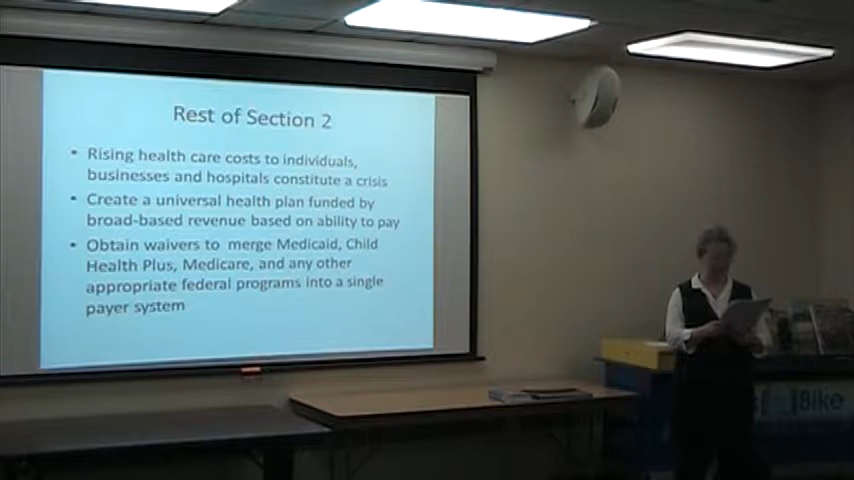 Rest of Section 2
• Rising health care costs to individuals,
businesses and hospitals constitute a crisis
• Create a universal health plan funded by
broad-based revenue based on ability to pay
• Obtain waivers to merge Medicaid, Child
Health Plus, Medicare, and any other
appropriate federal programs into a single
payer system
Bike